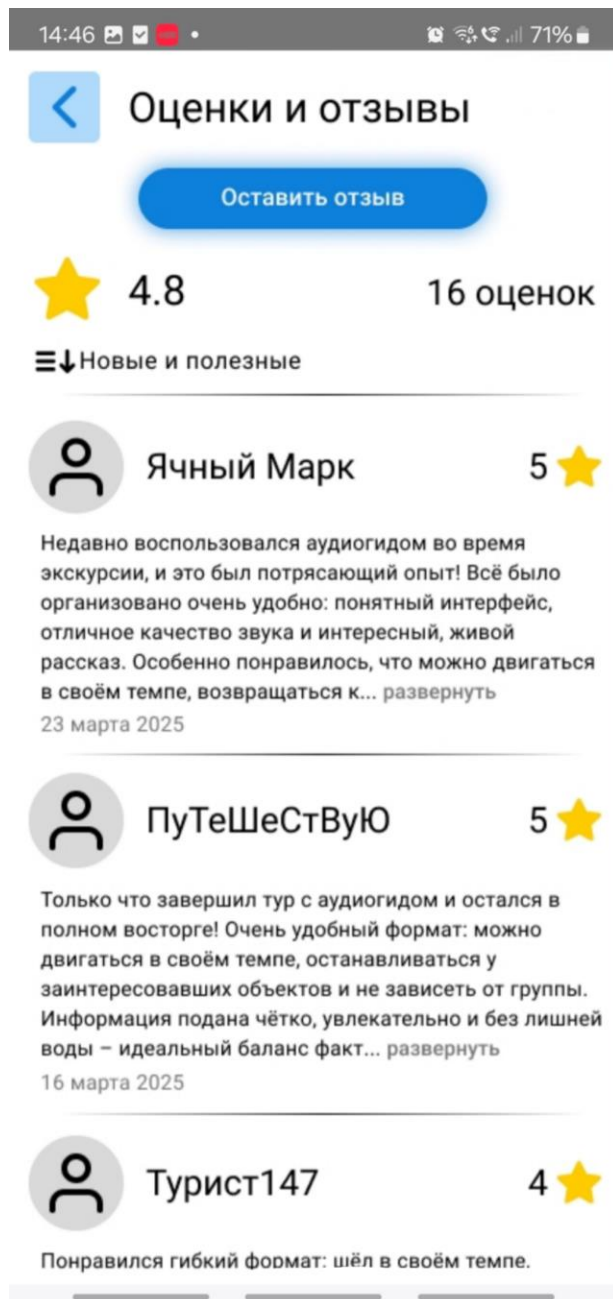 14:46 71%
Оценки и отзывы
Оставить отзыв
4.8 16 оценок
Новые и полезные
Ячный Марк 5
Недавно воспользовался аудиогидом во время
экскурсии, и это был потрясающий опыт! Всё было
организовано очень удобно: понятный интерфейс,
отличное качество звука и интересный, живой
рассказ. Особенно понравилось, что можно двигаться
в своём темпе, возвращаться к... развернуть
23 марта 2025
ПуТеШеСтВуЮ 5
Только что завершил тур с аудиогидом и остался в
полном восторге! Очень удобный формат: можно
двигаться в своём темпе, останавливаться у
заинтересовавших объектов и не зависеть от группы.
Информация подана чётко, увлекательно и без лишней
воды – идеальный баланс факт... развернуть
16 марта 2025
Турист147 4
Понравился гибкий формат: шёл в своём темпе.